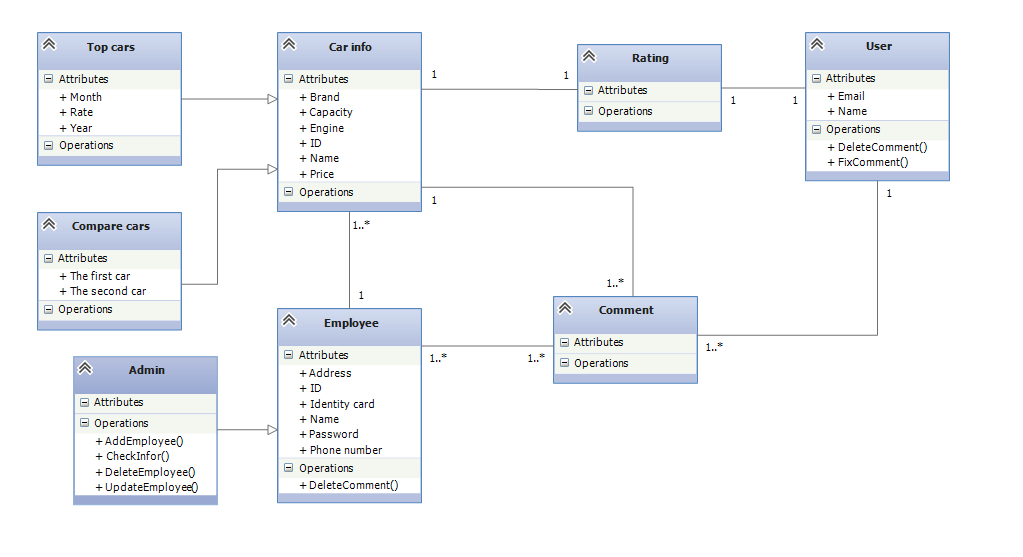 Top cars
Attributes
+ Month
+ Rate
+ Year
Operations
Car info
Attributes
+ Brand
+ Capacity
+ Engine
+ ID
+ Name
+ Price
Operations
1
1
Rating
Attributes
Operations
1
1
User
Attributes
+ Email
+ Name
Operations
+ DeleteComment()
+ FixComment()
1
Compare cars
Attributes
+ The first car
+ The second car
Operations
1
1..*
1..*
1
Employee
Attributes
+ Address
+ ID
+ Identity card
+ Name
+ Password
+ Phone number
Operations
+ DeleteComment()
1..*
1..*
Comment
Attributes
Operations
1..*
Admin
Attributes
Operations
+ AddEmployee()
+ CheckInfor()
+ DeleteEmployee()
+ UpdateEmployee()